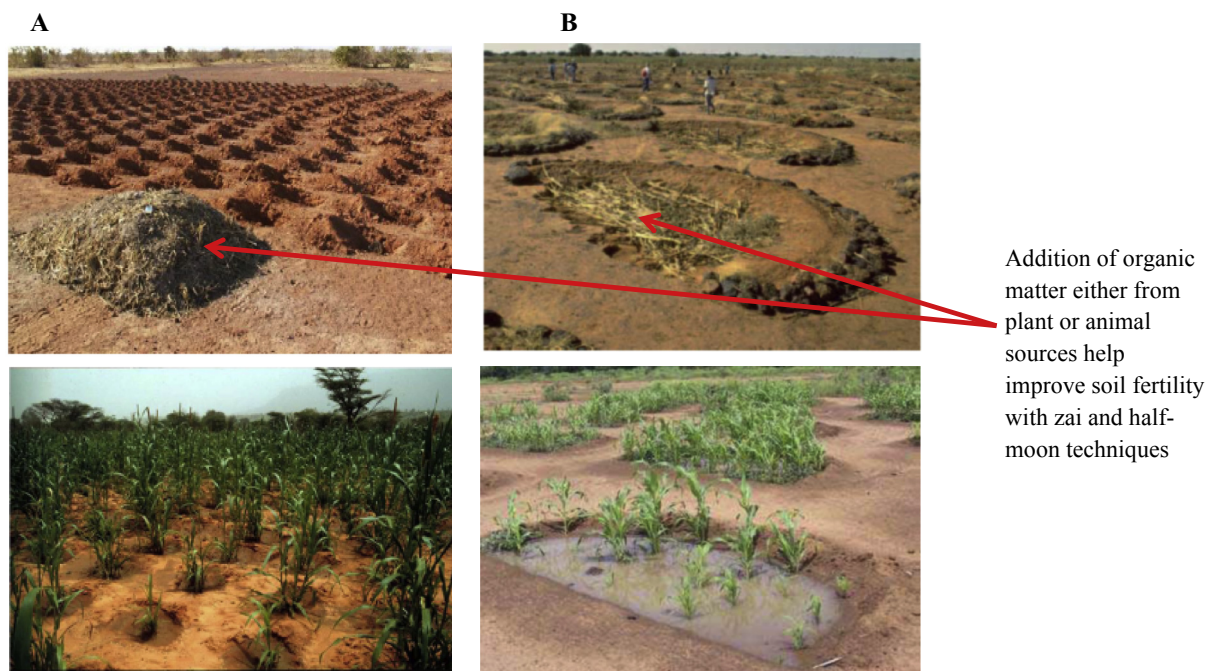 A
B
Addition of organic
matter either from
plant or animal
sources help
improve soil fertility
with zai and half-
moon techniques